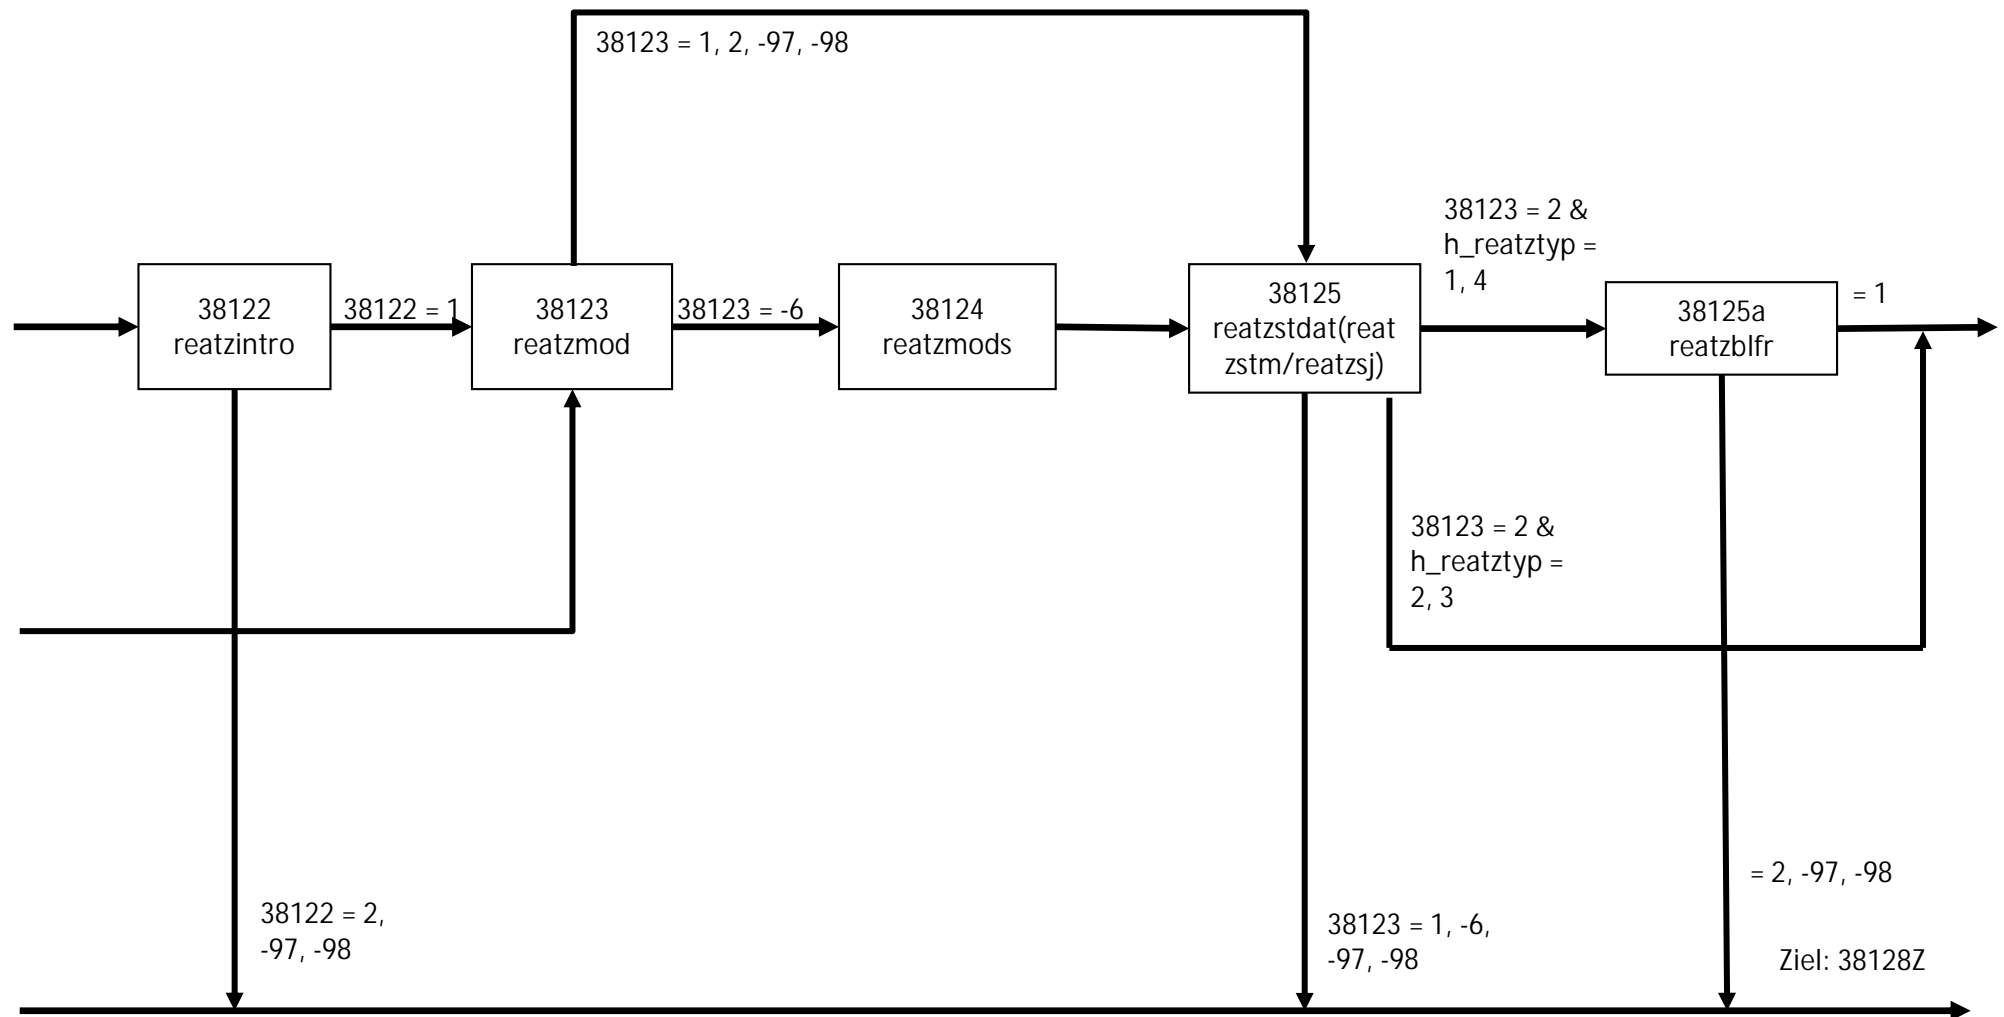 38123 = 1, 2, -97, -98
38123 = 2 &
h_reatztyp =
1, 4
38122
reatzintro
38122 = 1
38123
reatzmod
38123 = -6
38124
reatzmods
38125
reatzstdat(reat
zstm/reatzsj)
38125a
reatzblfr
= 1
38123 = 2 &
h_reatztyp =
2, 3
38122 = 2,
-97, -98
38123 = 1, -6,
-97, -98
= 2, -97, -98
Ziel: 38128Z